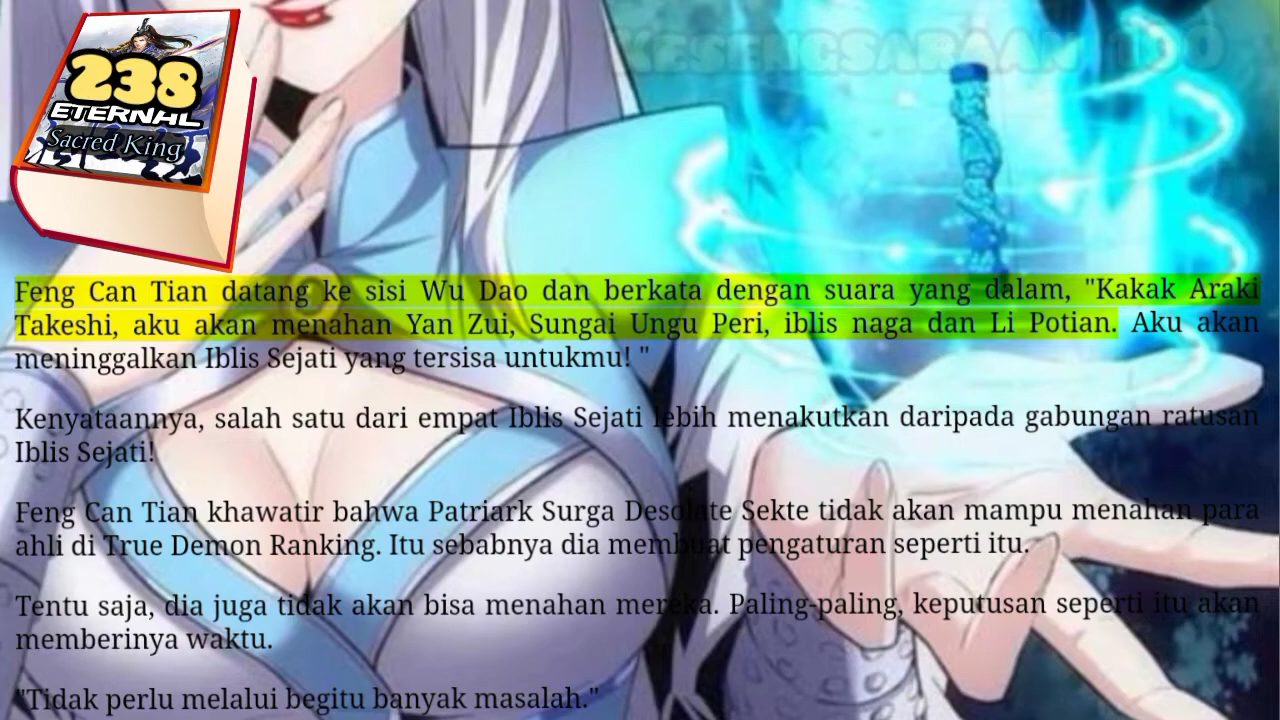 KESENGSARAAN
238
ETERNAL
Sacred King
Feng Can Tian datang ke sisi Wu Dao dan berkata dengan suara yang dalam, "Kakak Araki
Takeshi, aku akan menahan Yan Zui, Sungai Ungu Peri, iblis naga dan Li Potian. Aku akan
meninggalkan Iblis Sejati yang tersisa untukmu! "
Kenyataannya, salah satu dari empat Iblis Sejati lebih menakutkan daripada gabungan ratusan
Iblis Sejati!
Feng Can Tian khawatir bahwa Patriark Surga Desolate Sekte tidak akan mampu menahan para
ahli di True Demon Ranking. Itu sebabnya dia membuat pengaturan seperti itu.
Tentu saja, dia juga tidak akan bisa menahan mereka. Paling-paling, keputusan seperti itu akan
memberinya waktu.
"Tidak perlu melalui begitu banyak masalah."